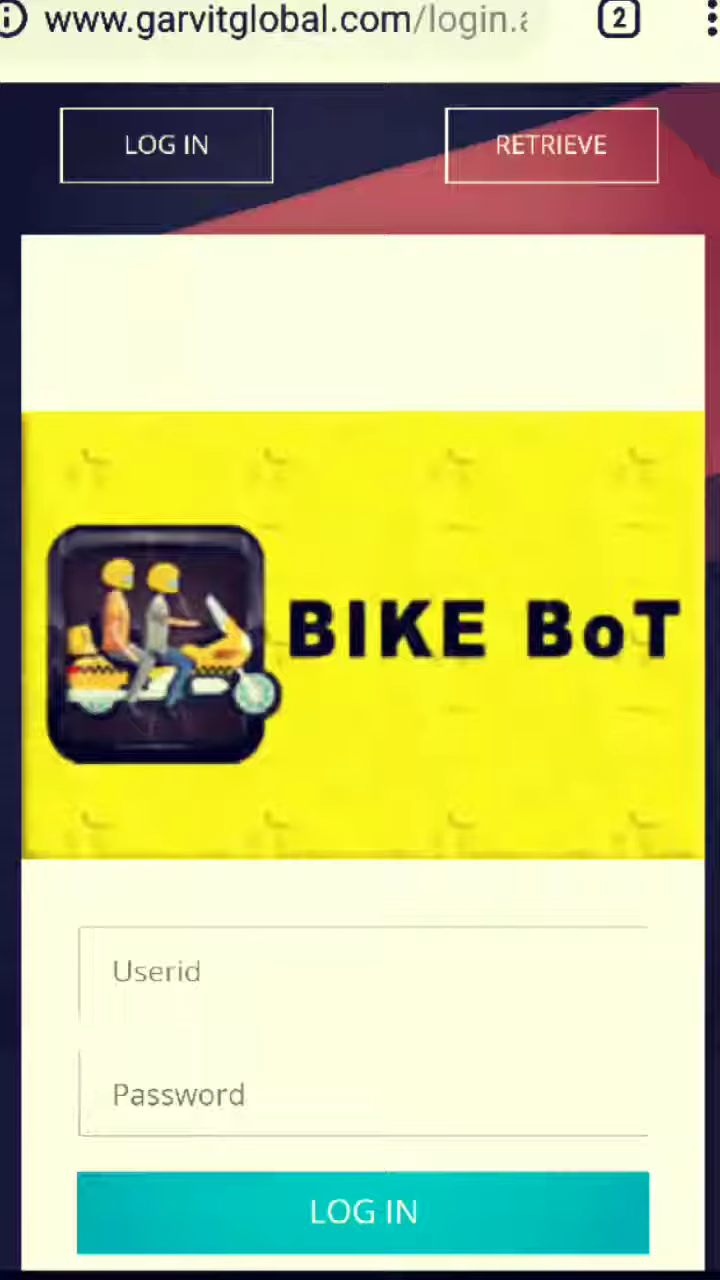 www.garvitglobal.com/login.a
2
LOG IN
RETRIEVE
BIKE BoT
Userid
Password
LOG IN